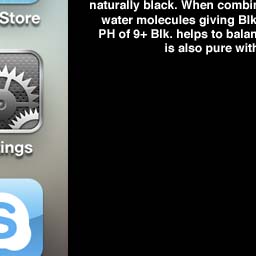 Store
ings
naturally black. When combin
water molecules giving Blk
PH of 9+ Blk. helps to balan
is also pure with
S